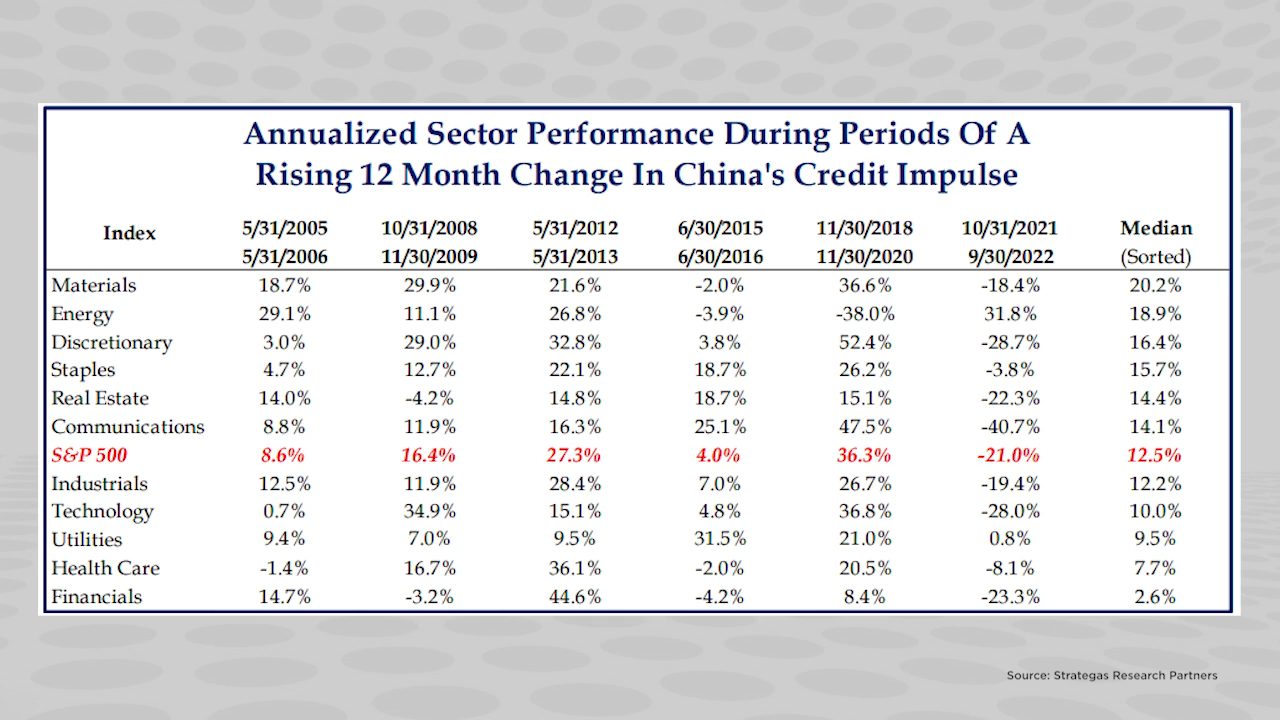 Annualized Sector Performance During Periods Of A
Rising 12 Month Change In China's Credit Impulse
Index 5/31/2005 10/31/2008 5/31/2012 6/30/2015 11/30/2018 10/31/2021 Median
5/31/2006 11/30/2009 5/31/2013 6/30/2016 11/30/2020 9/30/2022 (Sorted)
Materials 18.7% 29.9% 21.6% -2.0% 36.6% -18.4% 20.2%
Energy 29.1% 11.1% 26.8% -3.9% -38.0% 31.8% 18.9%
Discretionary 3.0% 29.0% 32.8% 3.8% 52.4% -28.7% 16.4%
Staples 4.7% 12.7% 22.1% 18.7% 26.2% -3.8% 15.7%
Real Estate 14.0% -4.2% 14.8% 18.7% 15.1% -22.3% 14.4%
Communications 8.8% 11.9% 16.3% 25.1% 47.5% -40.7% 14.1%
S&P 500 8.6% 16.4% 27.3% 4.0% 36.3% -21.0% 12.5%
Industrials 12.5% 11.9% 28.4% 7.0% 26.7% -19.4% 12.2%
Technology 0.7% 34.9% 15.1% 4.8% 36.8% -28.0% 10.0%
Utilities 9.4% 7.0% 9.5% 31.5% 21.0% 0.8% 9.5%
Health Care -1.4% 16.7% 36.1% -2.0% 20.5% -8.1% 7.7%
Financials 14.7% -3.2% 44.6% -4.2% 8.4% -23.3% 2.6%
Source: Strategas Research Partners